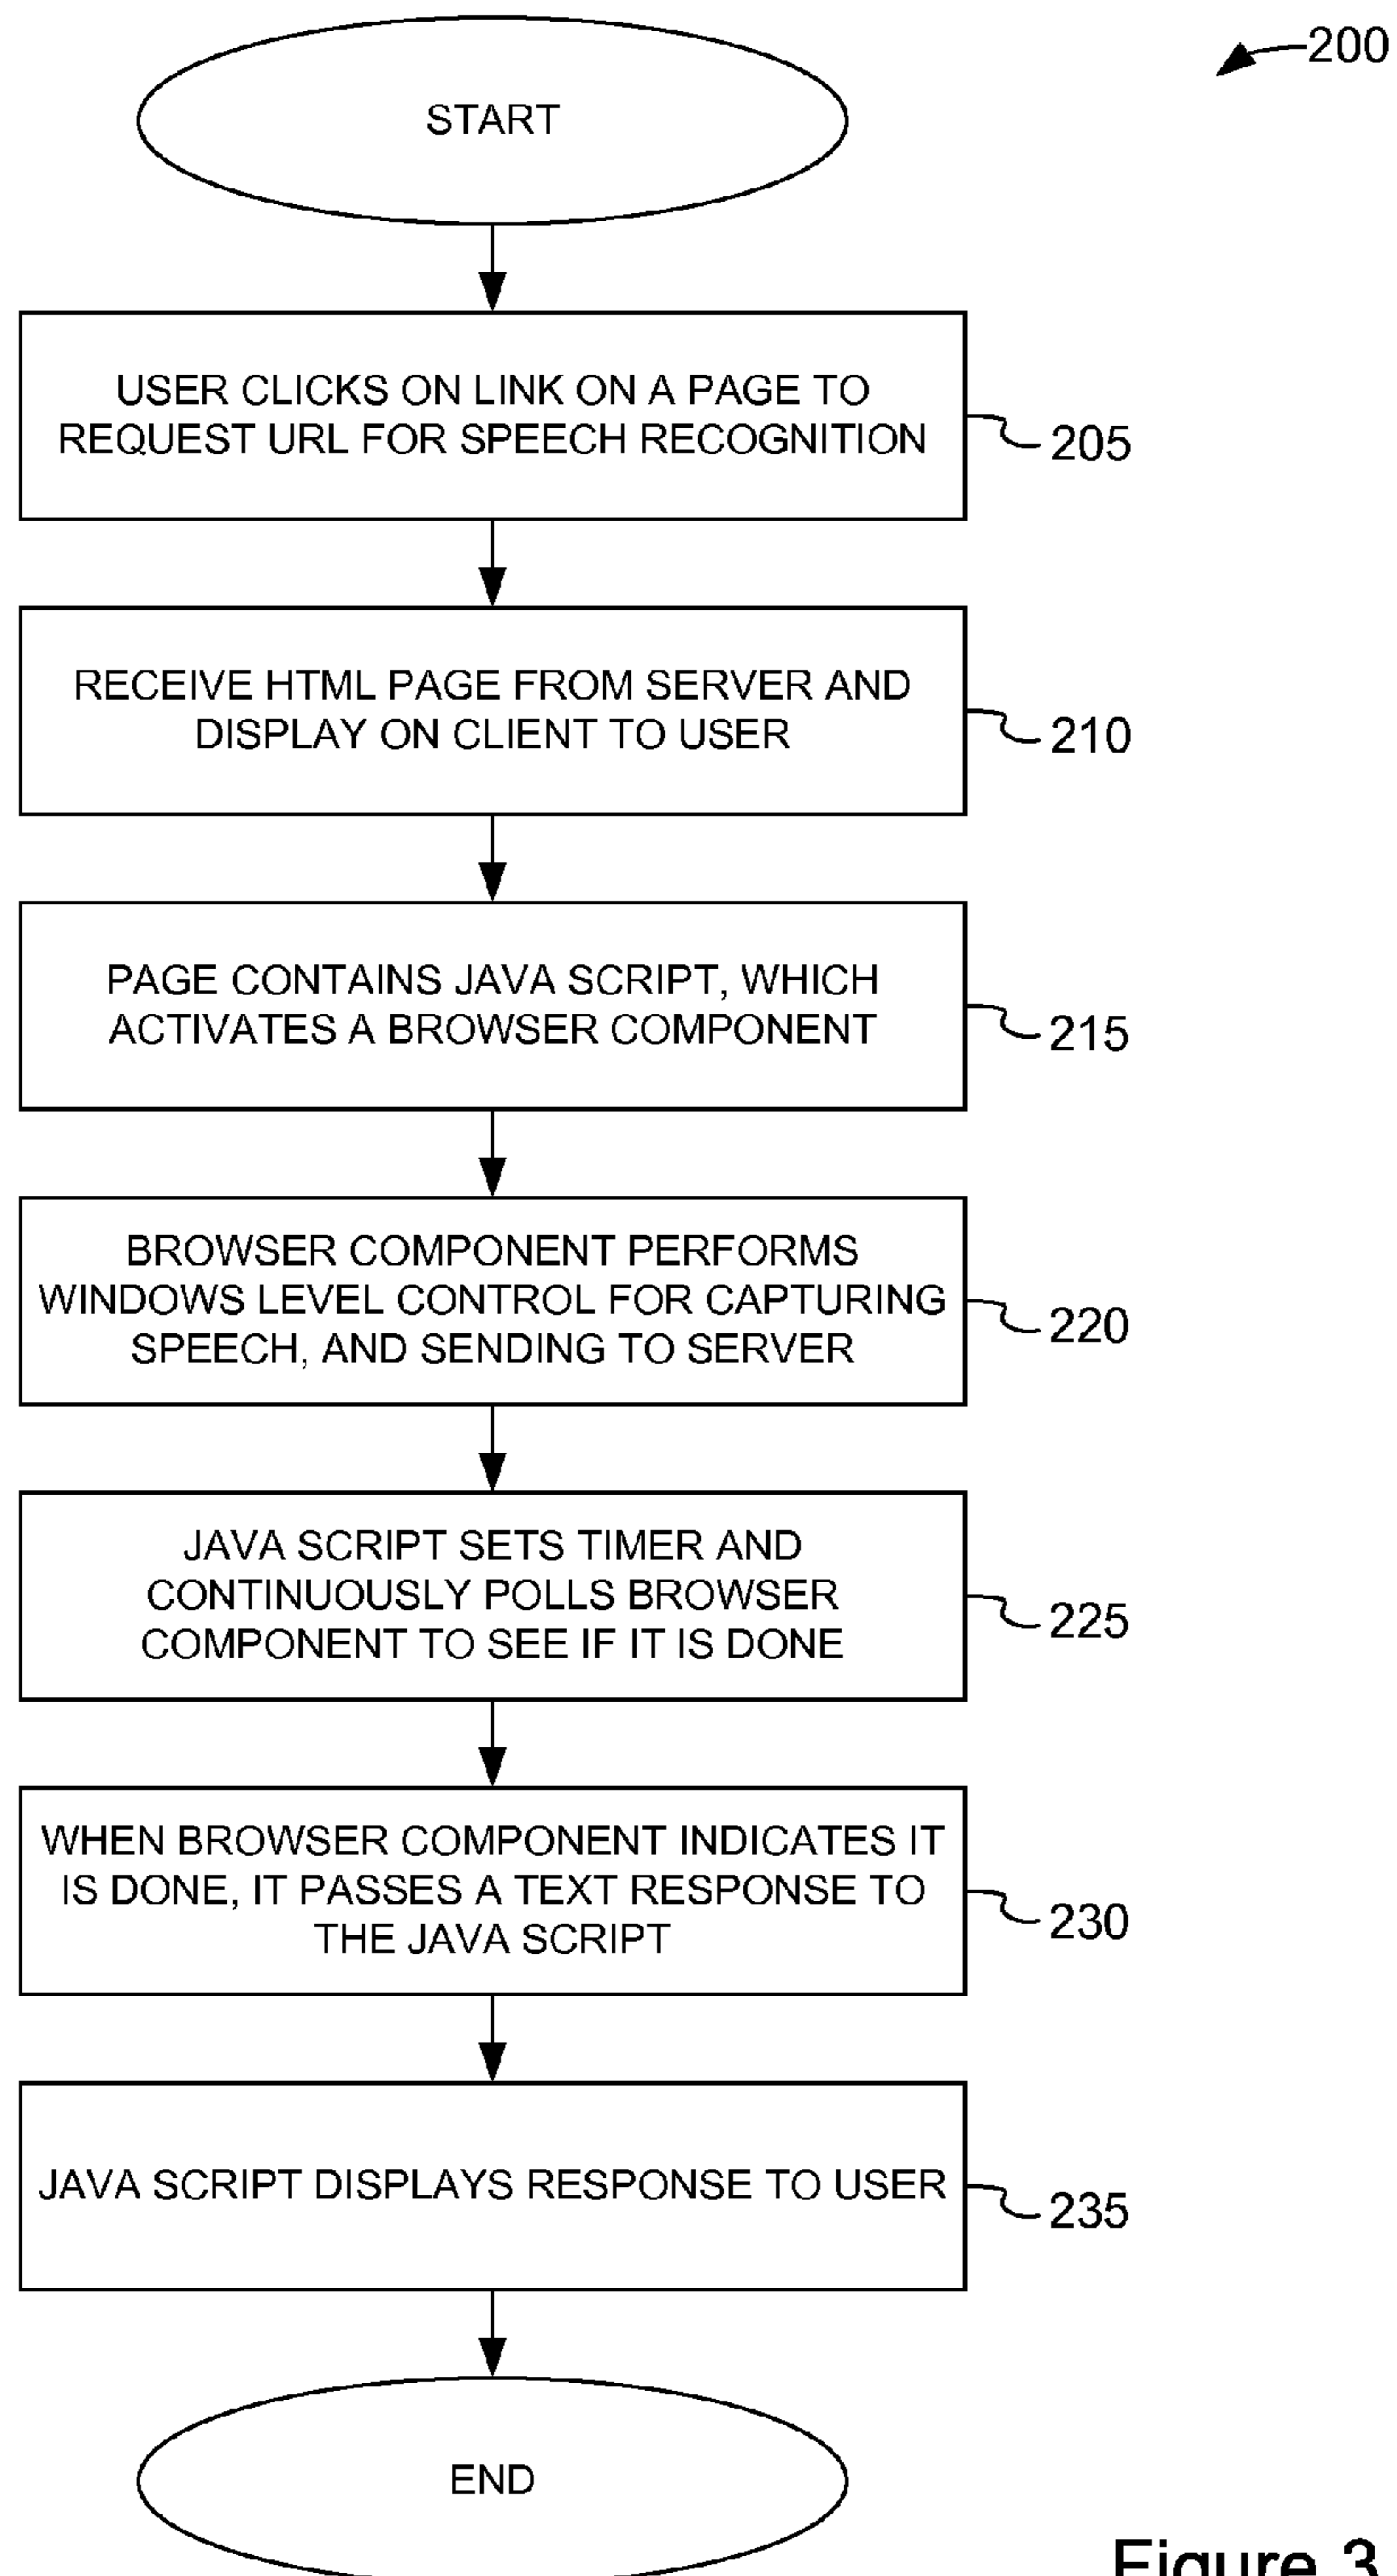 200
START
USER CLICKS ON LINK ON A PAGE TO
REQUEST URL FOR SPEECH RECOGNITION
205
RECEIVE HTML PAGE FROM SERVER AND
DISPLAY ON CLIENT TO USER
210
PAGE CONTAINS JAVA SCRIPT, WHICH
ACTIVATES A BROWSER COMPONENT
215
BROWSER COMPONENT PERFORMS
WINDOWS LEVEL CONTROL FOR CAPTURING
SPEECH, AND SENDING TO SERVER
220
JAVA SCRIPT SETS TIMER AND
CONTINUOUSLY POLLS BROWSER
COMPONENT TO SEE IF IT IS DONE
225
WHEN BROWSER COMPONENT INDICATES IT
IS DONE, IT PASSES A TEXT RESPONSE TO
THE JAVA SCRIPT
230
JAVA SCRIPT DISPLAYS RESPONSE TO USER
235
END
Figure 3